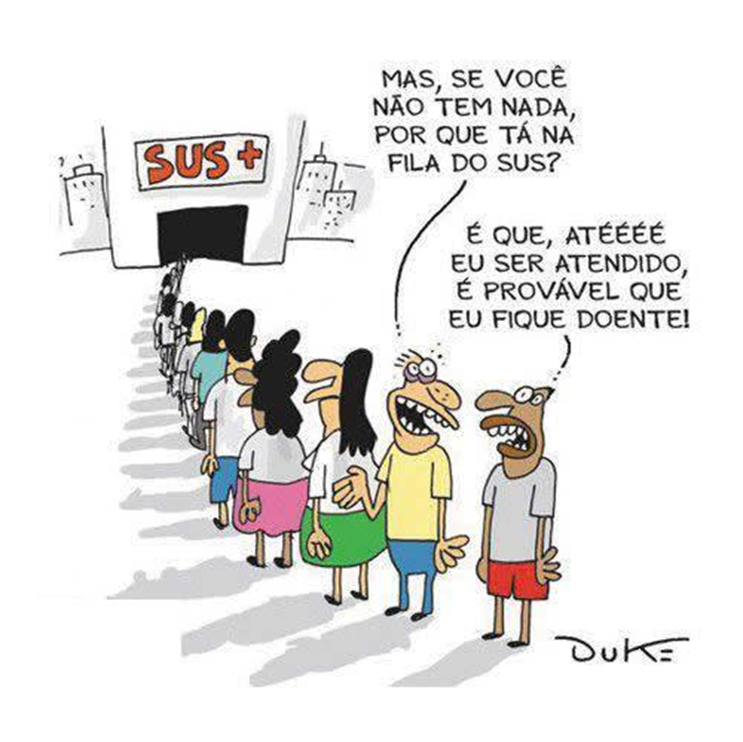 MAS, SE VOCÊ
NÃO TEM NADA,
POR QUE TÁ NA
FILA DO SUS?
É QUE, ATÉÉÉÉ
EU SER ATENDIDO,
É PROVÁVEL QUE
EU FIQUE DOENTE!
SUS +
DUKE